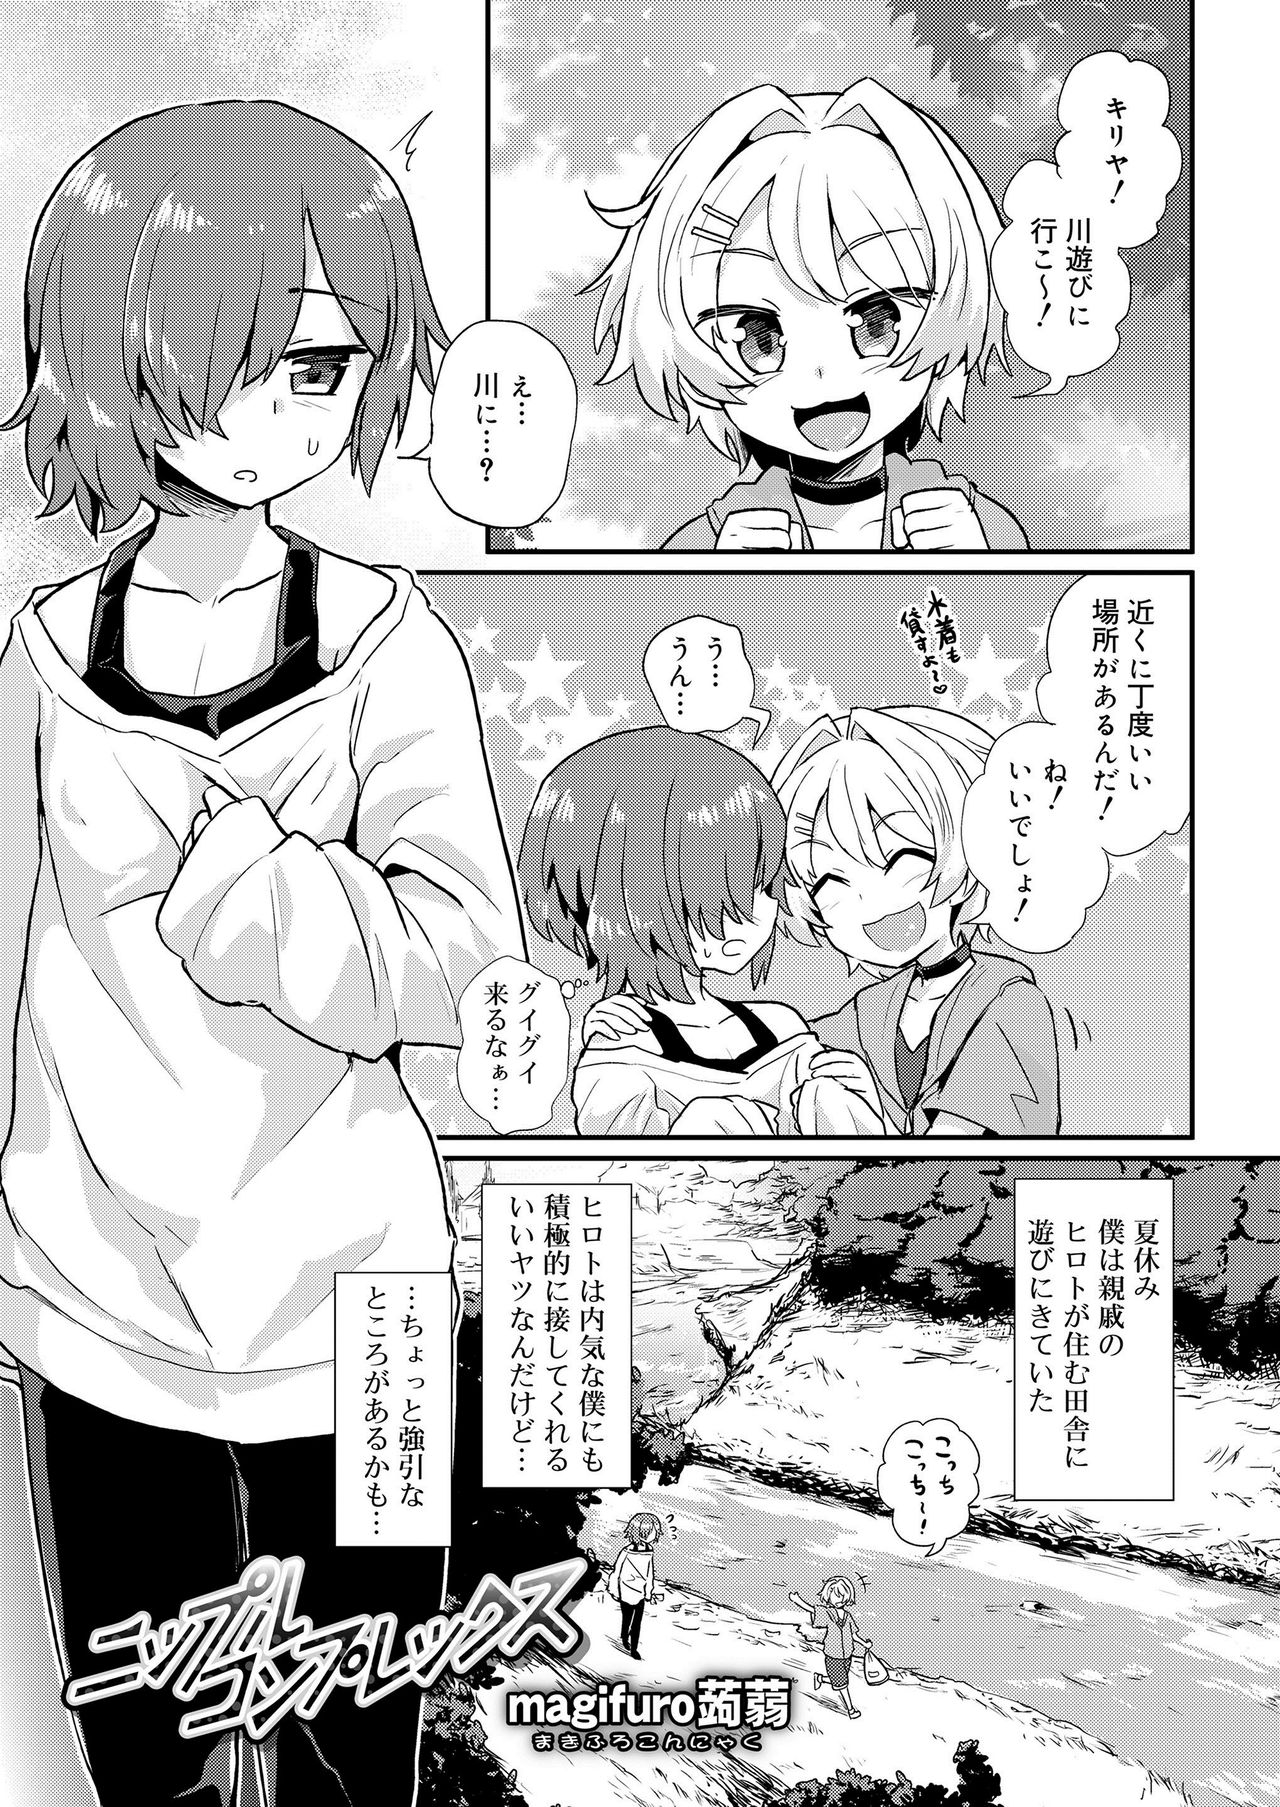 キリヤ！
川遊びに
行こ～！
え…
川に…？
近くに丁度いい
場所があるんだ！
ね！
いいでしょ！
水着も
貸すよ～♡
う…
うん…
グイグイ
来るなぁ…
夏休み
僕は親戚の
ヒロトが住む田舎に
遊びにきていた
こっち
こっち～！
ヒロトは内気な僕にも
積極的に接してくれる
いいヤツなんだけど…
…ちょっと強引な
ところがあるかも…
ニップル
コンプレックス
magifuro蒟蒻
まぎふろこんにゃく